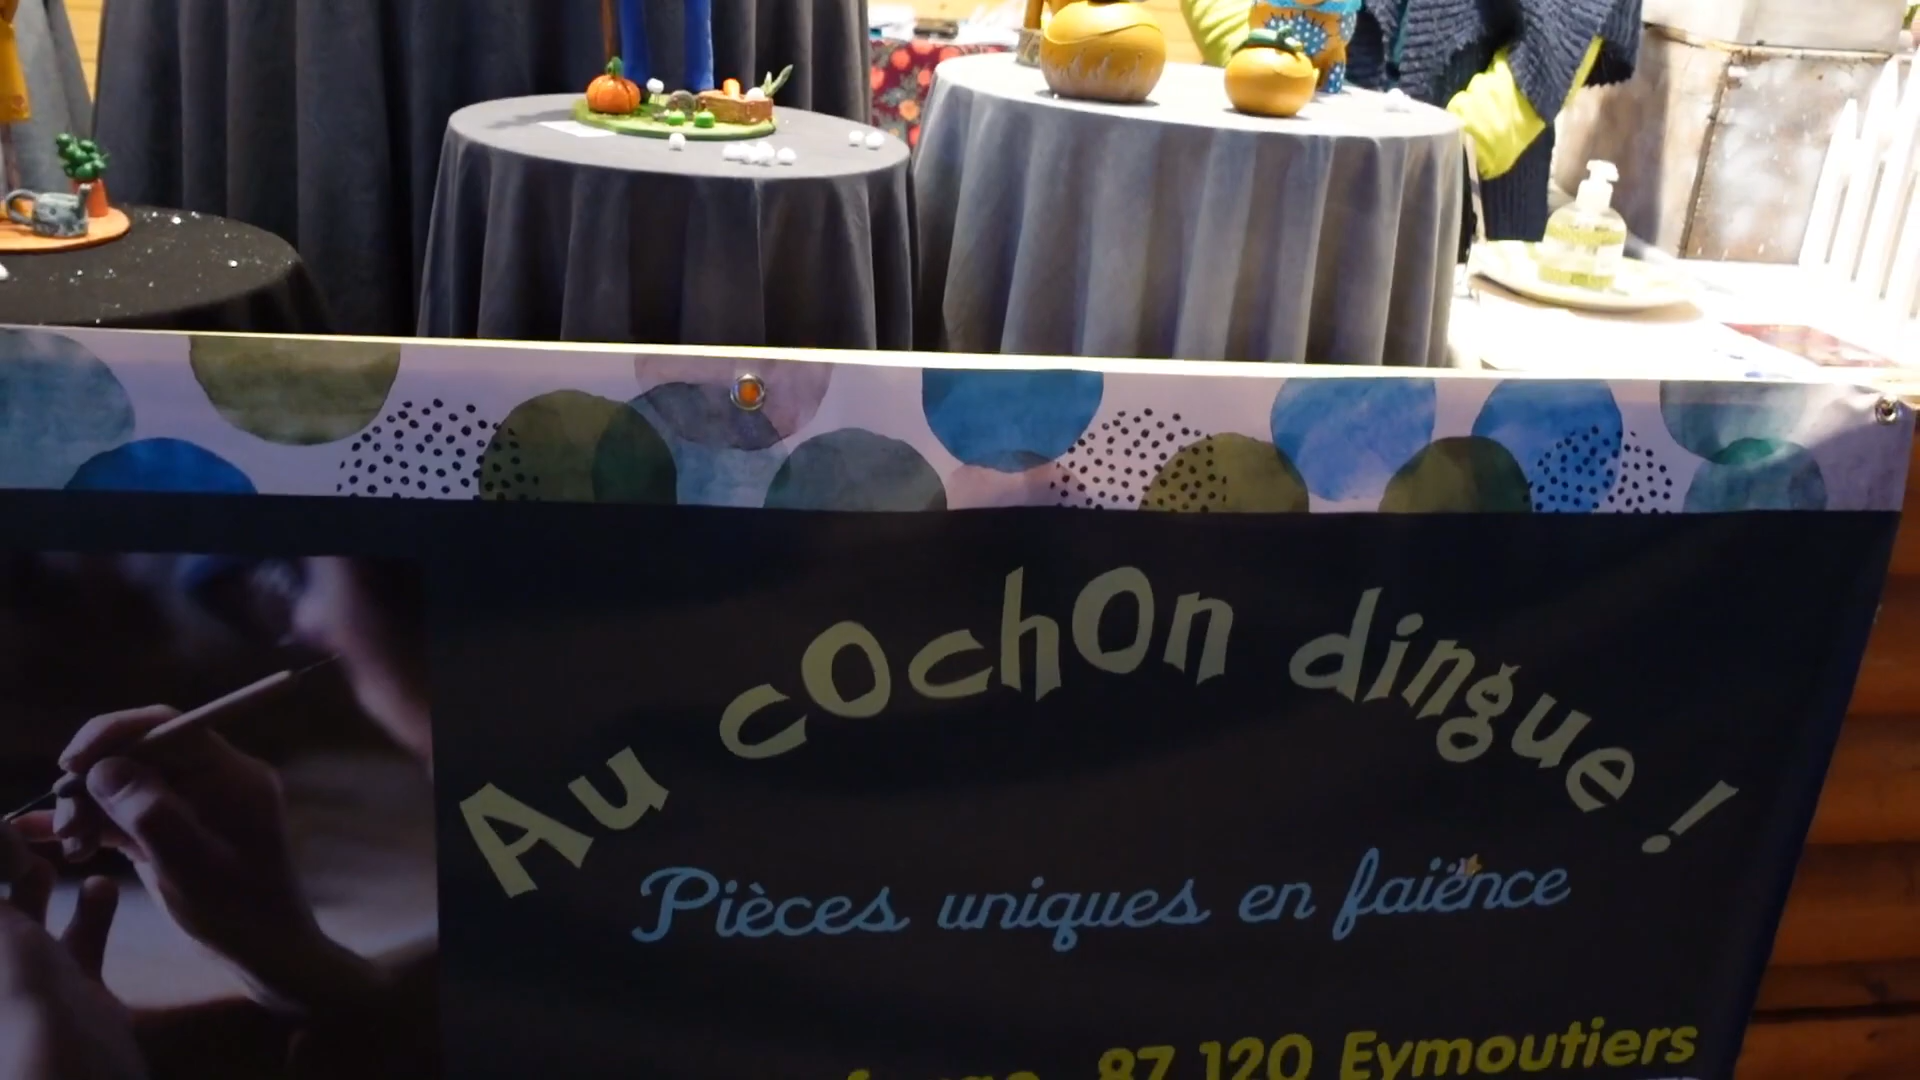 Au cochon dingue !
Pièces uniques en faïence
87 120 Eymoutiers